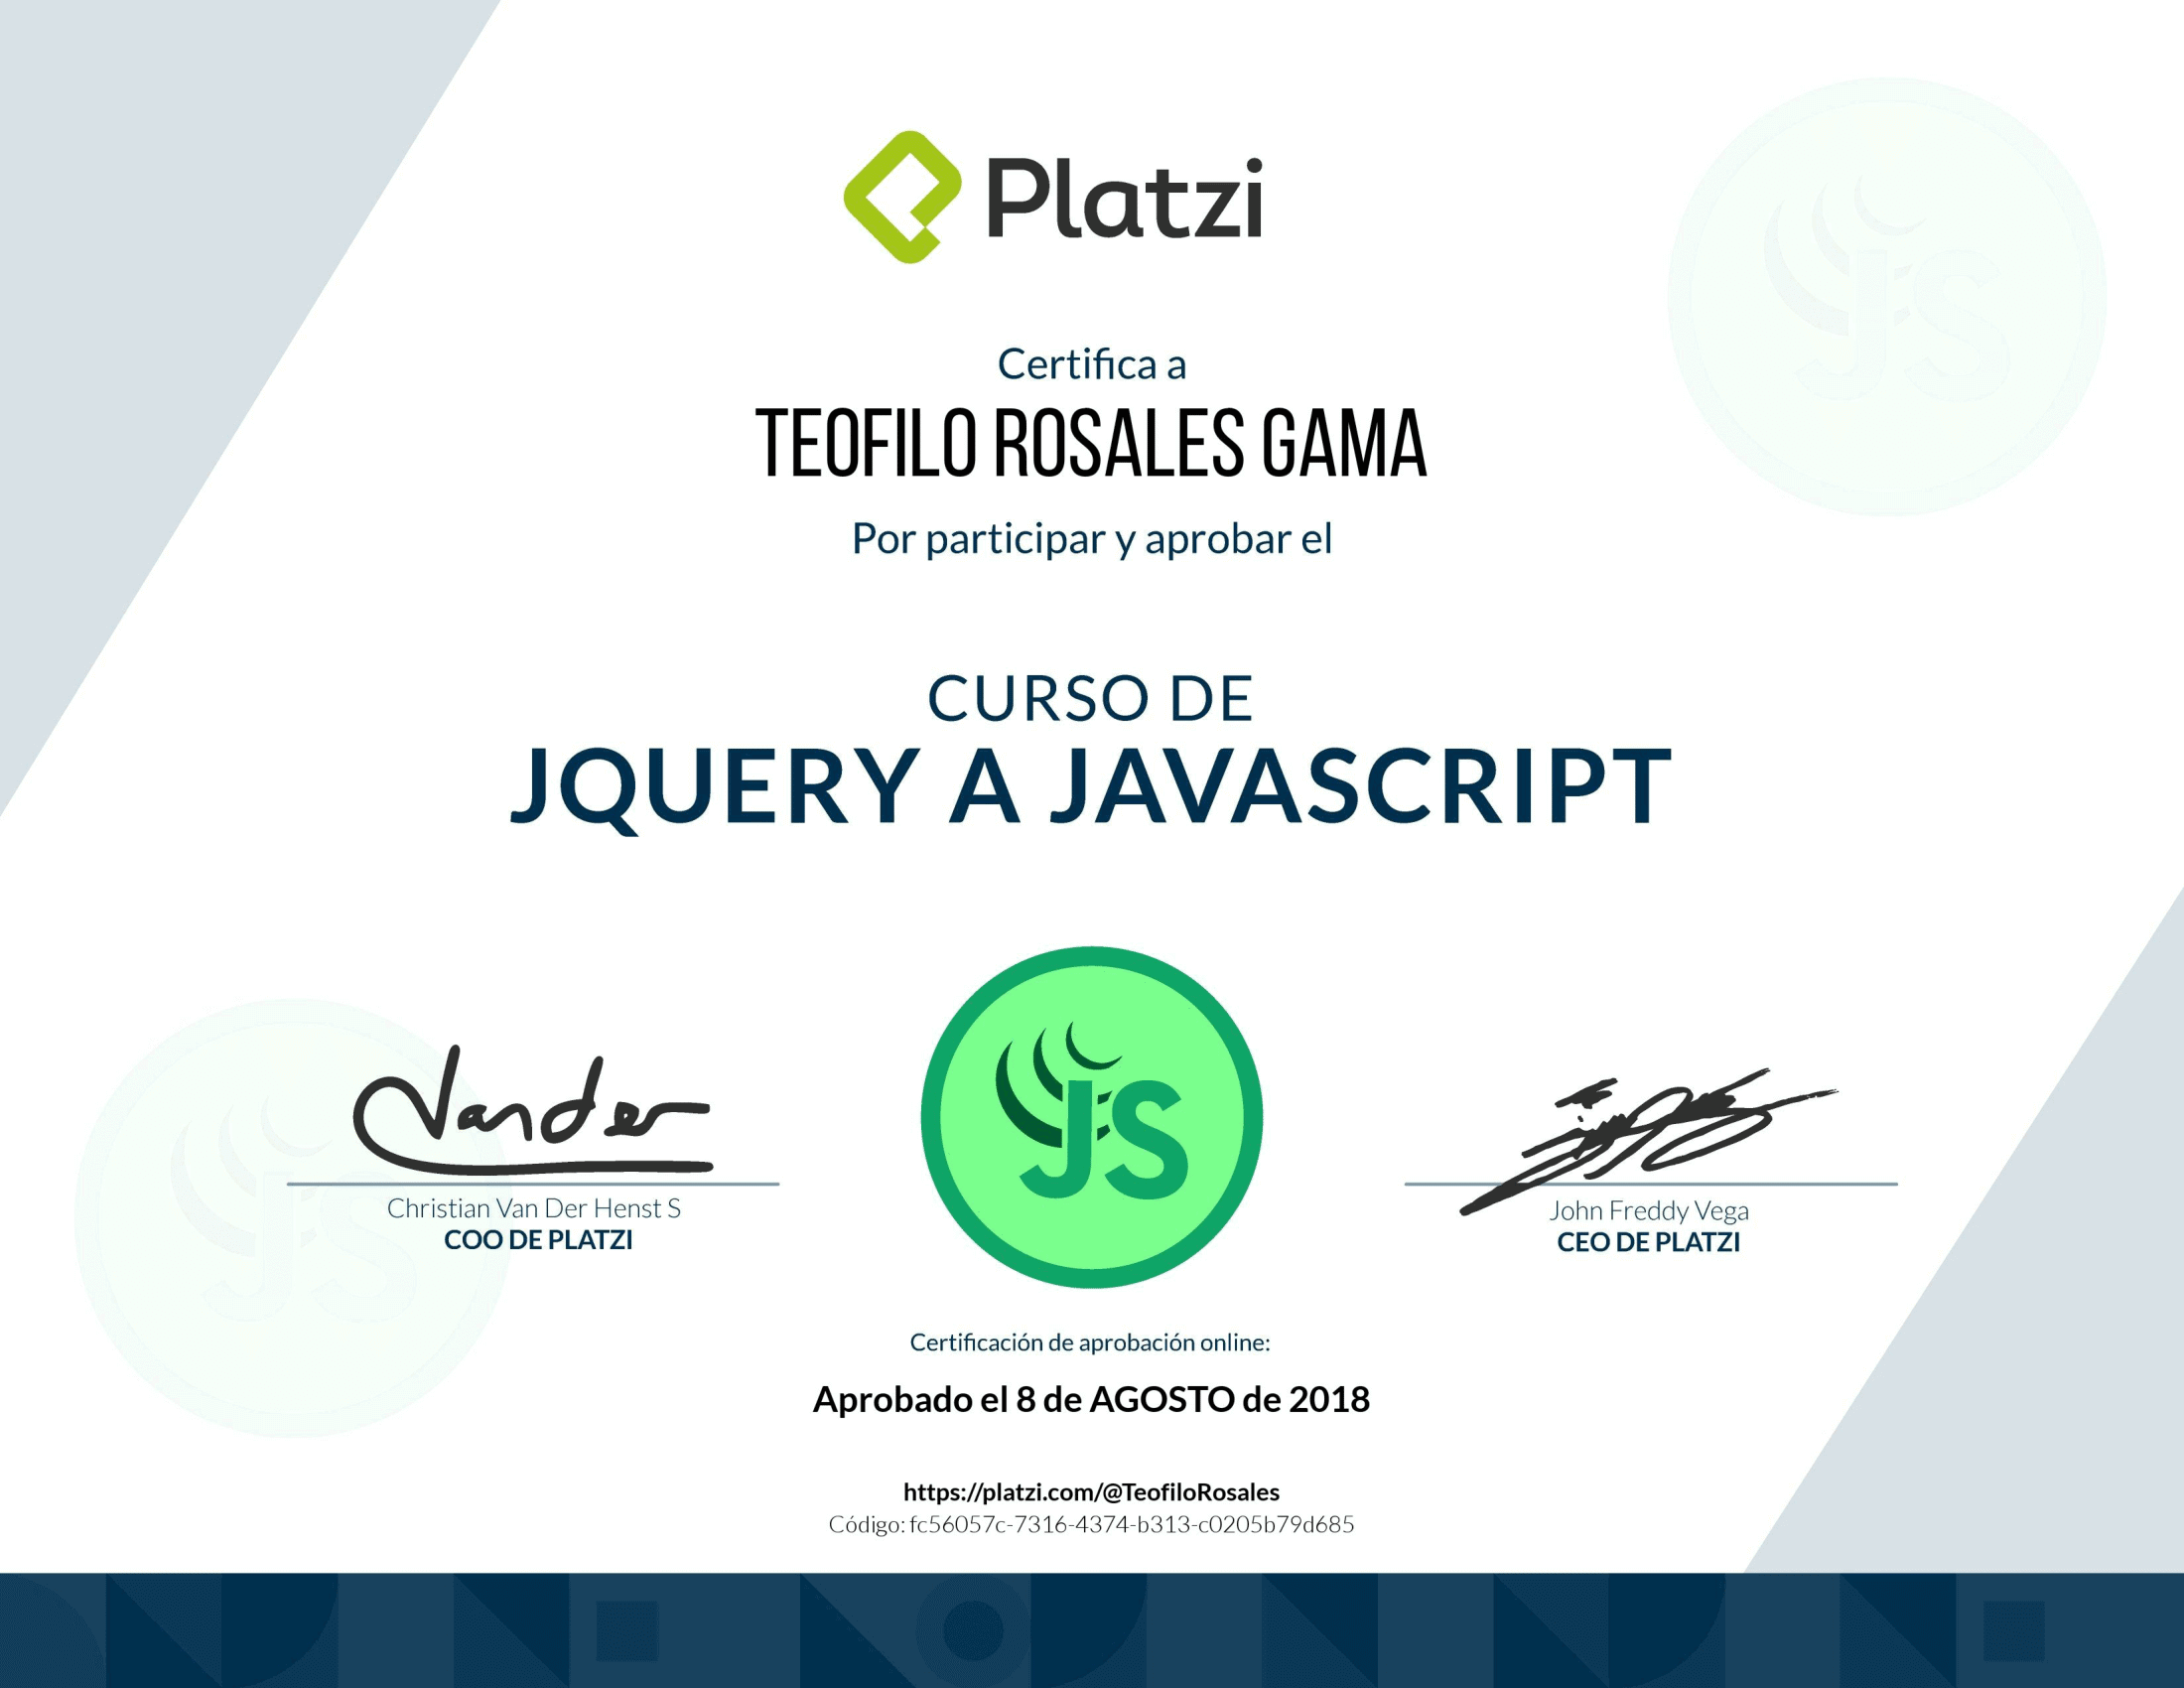 Platzi
Certifica a
TEOFILO ROSALES GAMA
Por participar y aprobar el
CURSO DE
JQUERY A JAVASCRIPT
Vander
JS
Christian Van Der Henst S
COO DE PLATZI
John Freddy Vega
CEO DE PLATZI
Certificación de aprobación online:
Aprobado el 8 de AGOSTO de 2018
https://platzi.com/@TeofiloRosales
Código: fc56057c-7316-4374-b313-c0205b79d685